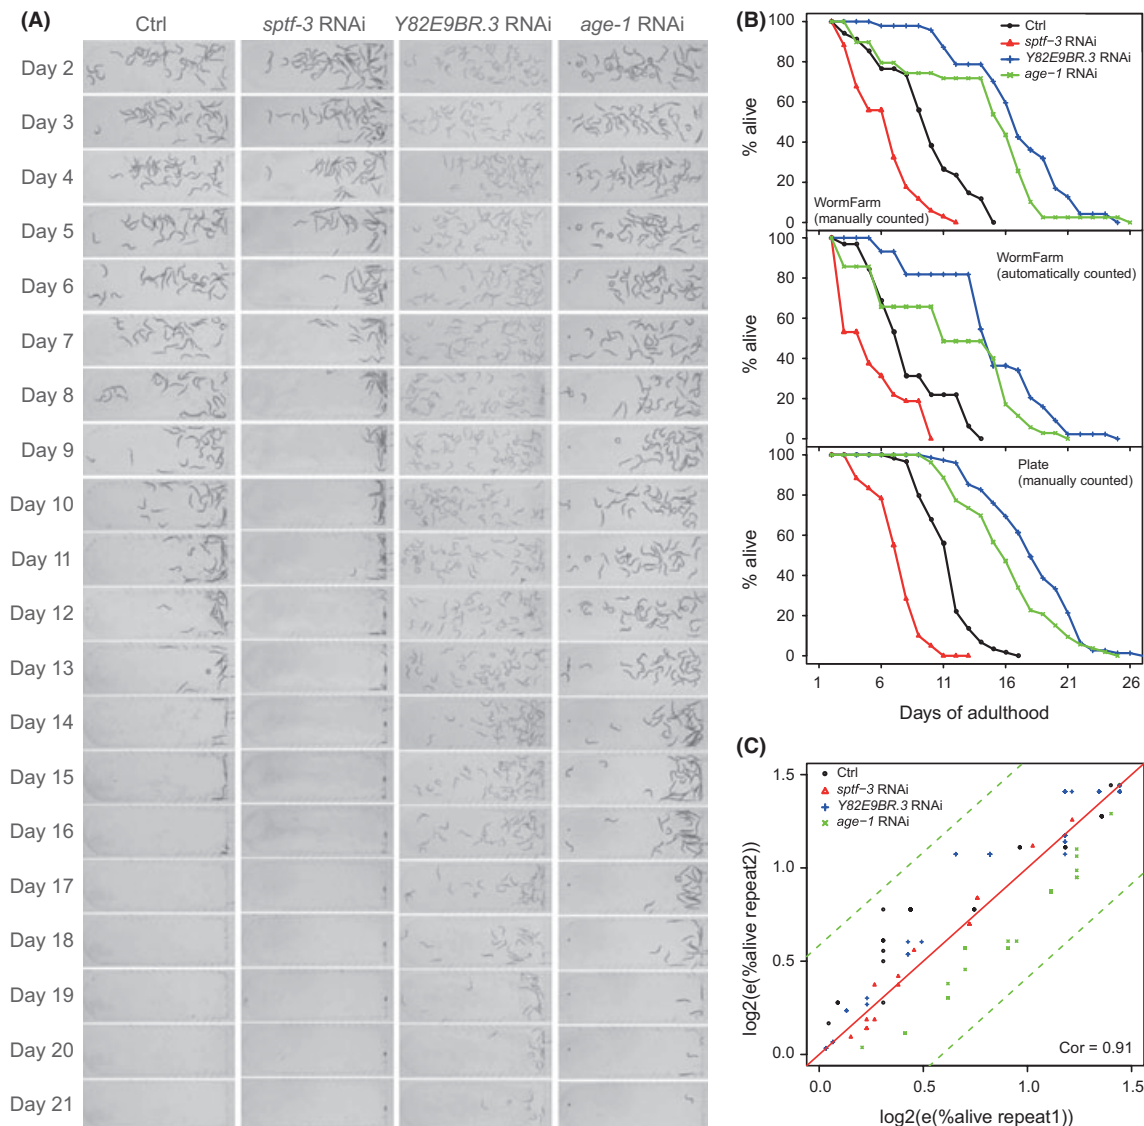 (A)
Ctrl sptf-3 RNAi Y82E9BR.3 RNAi age-1 RNAi
Day 2
Day 3
Day 4
Day 5
Day 6
Day 7
Day 8
Day 9
Day 10
Day 11
Day 12
Day 13
Day 14
Day 15
Day 16
Day 17
Day 18
Day 19
Day 20
Day 21
(B)
% alive
100
80
60
40
20
0
Ctrl
sptf−3 RNAi
Y82E9BR.3 RNAi
age−1 RNAi
WormFarm
(manually counted)
% alive
100
80
60
40
20
0
WormFarm
(automatically counted)
% alive
100
80
60
40
20
0
Plate
(manually counted)
1 6 11 16 21 26
Days of adulthood
(C)
log2(e(%alive repeat2))
1.5
1.0
0.5
0.0
Ctrl
sptf−3 RNAi
Y82E9BR.3 RNAi
age−1 RNAi
Cor = 0.91
0.0 0.5 1.0 1.5
log2(e(%alive repeat1))